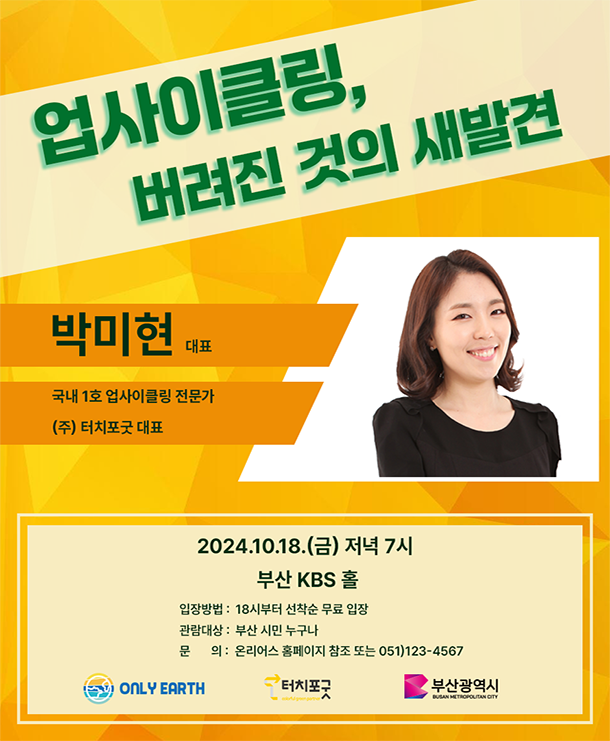 업사이클링,
버려진 것의 새발견
박미현 대표
국내 1호 업사이클링 전문가
(주) 터치포굿 대표
2024.10.18.(금) 저녁 7시
부산 KBS 홀
입장방법 : 18시부터 선착순 무료 입장
관람대상 : 부산 시민 누구나
문 의 : 온리어스 홈페이지 참조 또는 051)123-4567
ONLY EARTH
터치포굿
부산광역시
BUSAN METROPOLITAN CITY